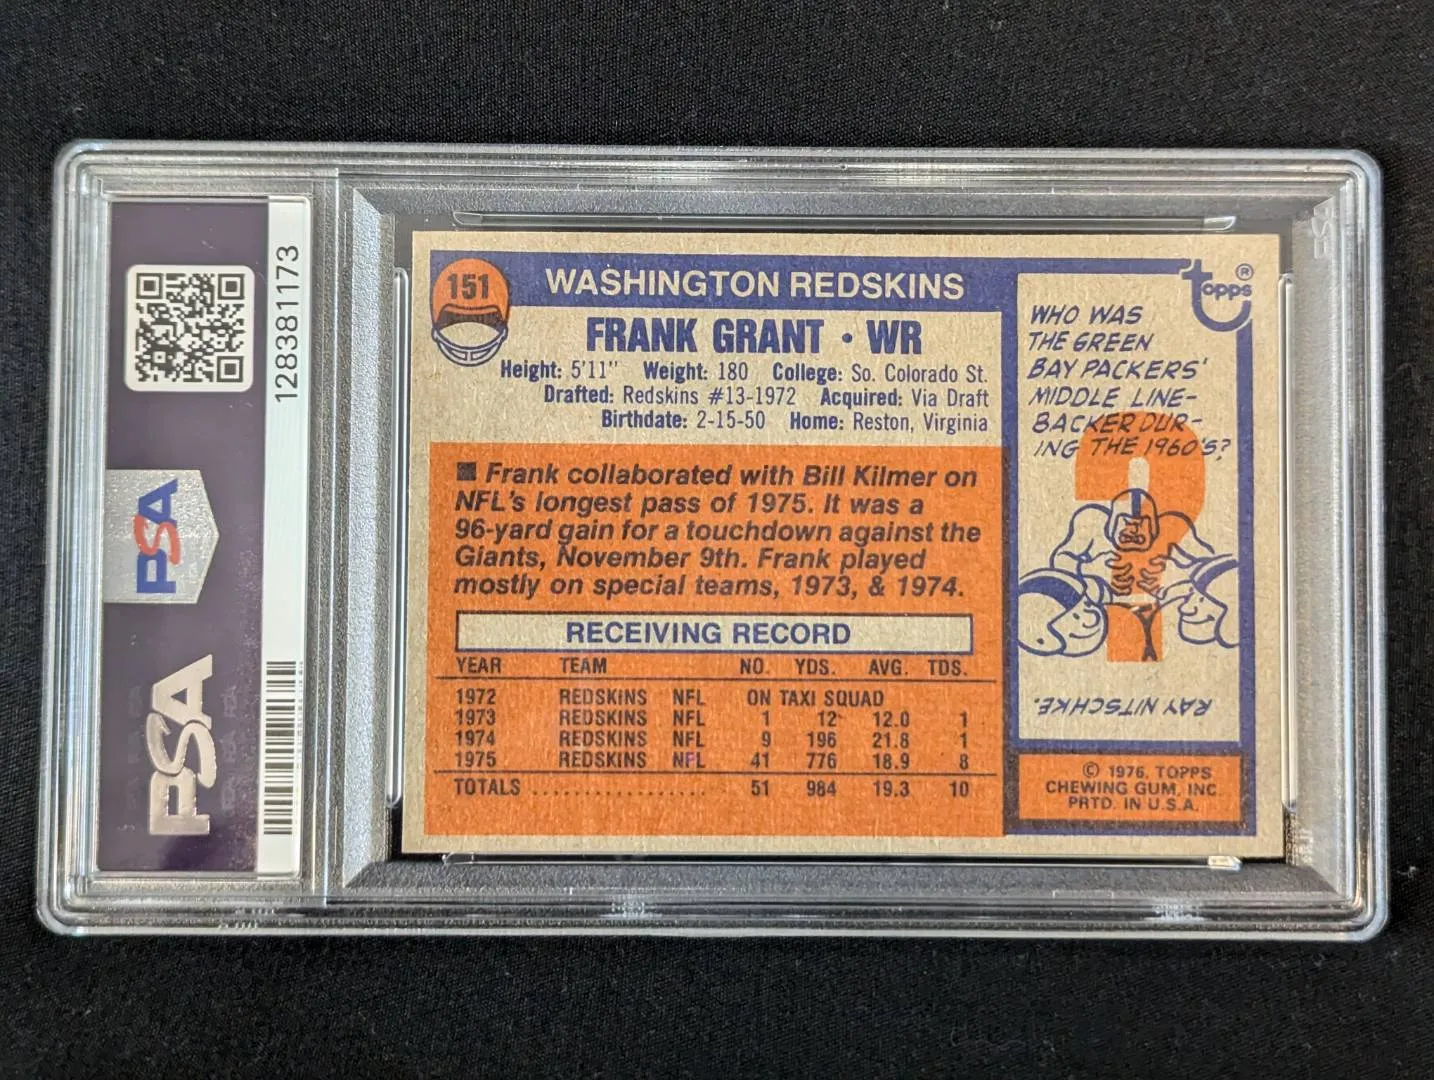 128381173
PSA
PSA
151
WASHINGTON REDSKINS
FRANK GRANT • WR
Height: 5'11" Weight: 180 College: So. Colorado St.
Drafted: Redskins #13-1972 Acquired: Via Draft
Birthdate: 2-15-50 Home: Reston, Virginia
■ Frank collaborated with Bill Kilmer on
NFL's longest pass of 1975. It was a
96-yard gain for a touchdown against the
Giants, November 9th. Frank played
mostly on special teams, 1973, & 1974.
RECEIVING RECORD
YEAR TEAM NO. YDS. AVG. TDS.
1972 REDSKINS NFL ON TAXI SQUAD
1973 REDSKINS NFL 1 12 12.0 1
1974 REDSKINS NFL 9 196 21.8 1
1975 REDSKINS NFL 41 776 18.9 8
TOTALS ................ 51 984 19.3 10
topps®
WHO WAS
THE GREEN
BAY PACKERS'
MIDDLE LINE-
BACKER DUR-
ING THE 1960'S?
?
RAY NITSCHKE.
© 1976, TOPPS
CHEWING GUM, INC.
PRTD. IN U.S.A.